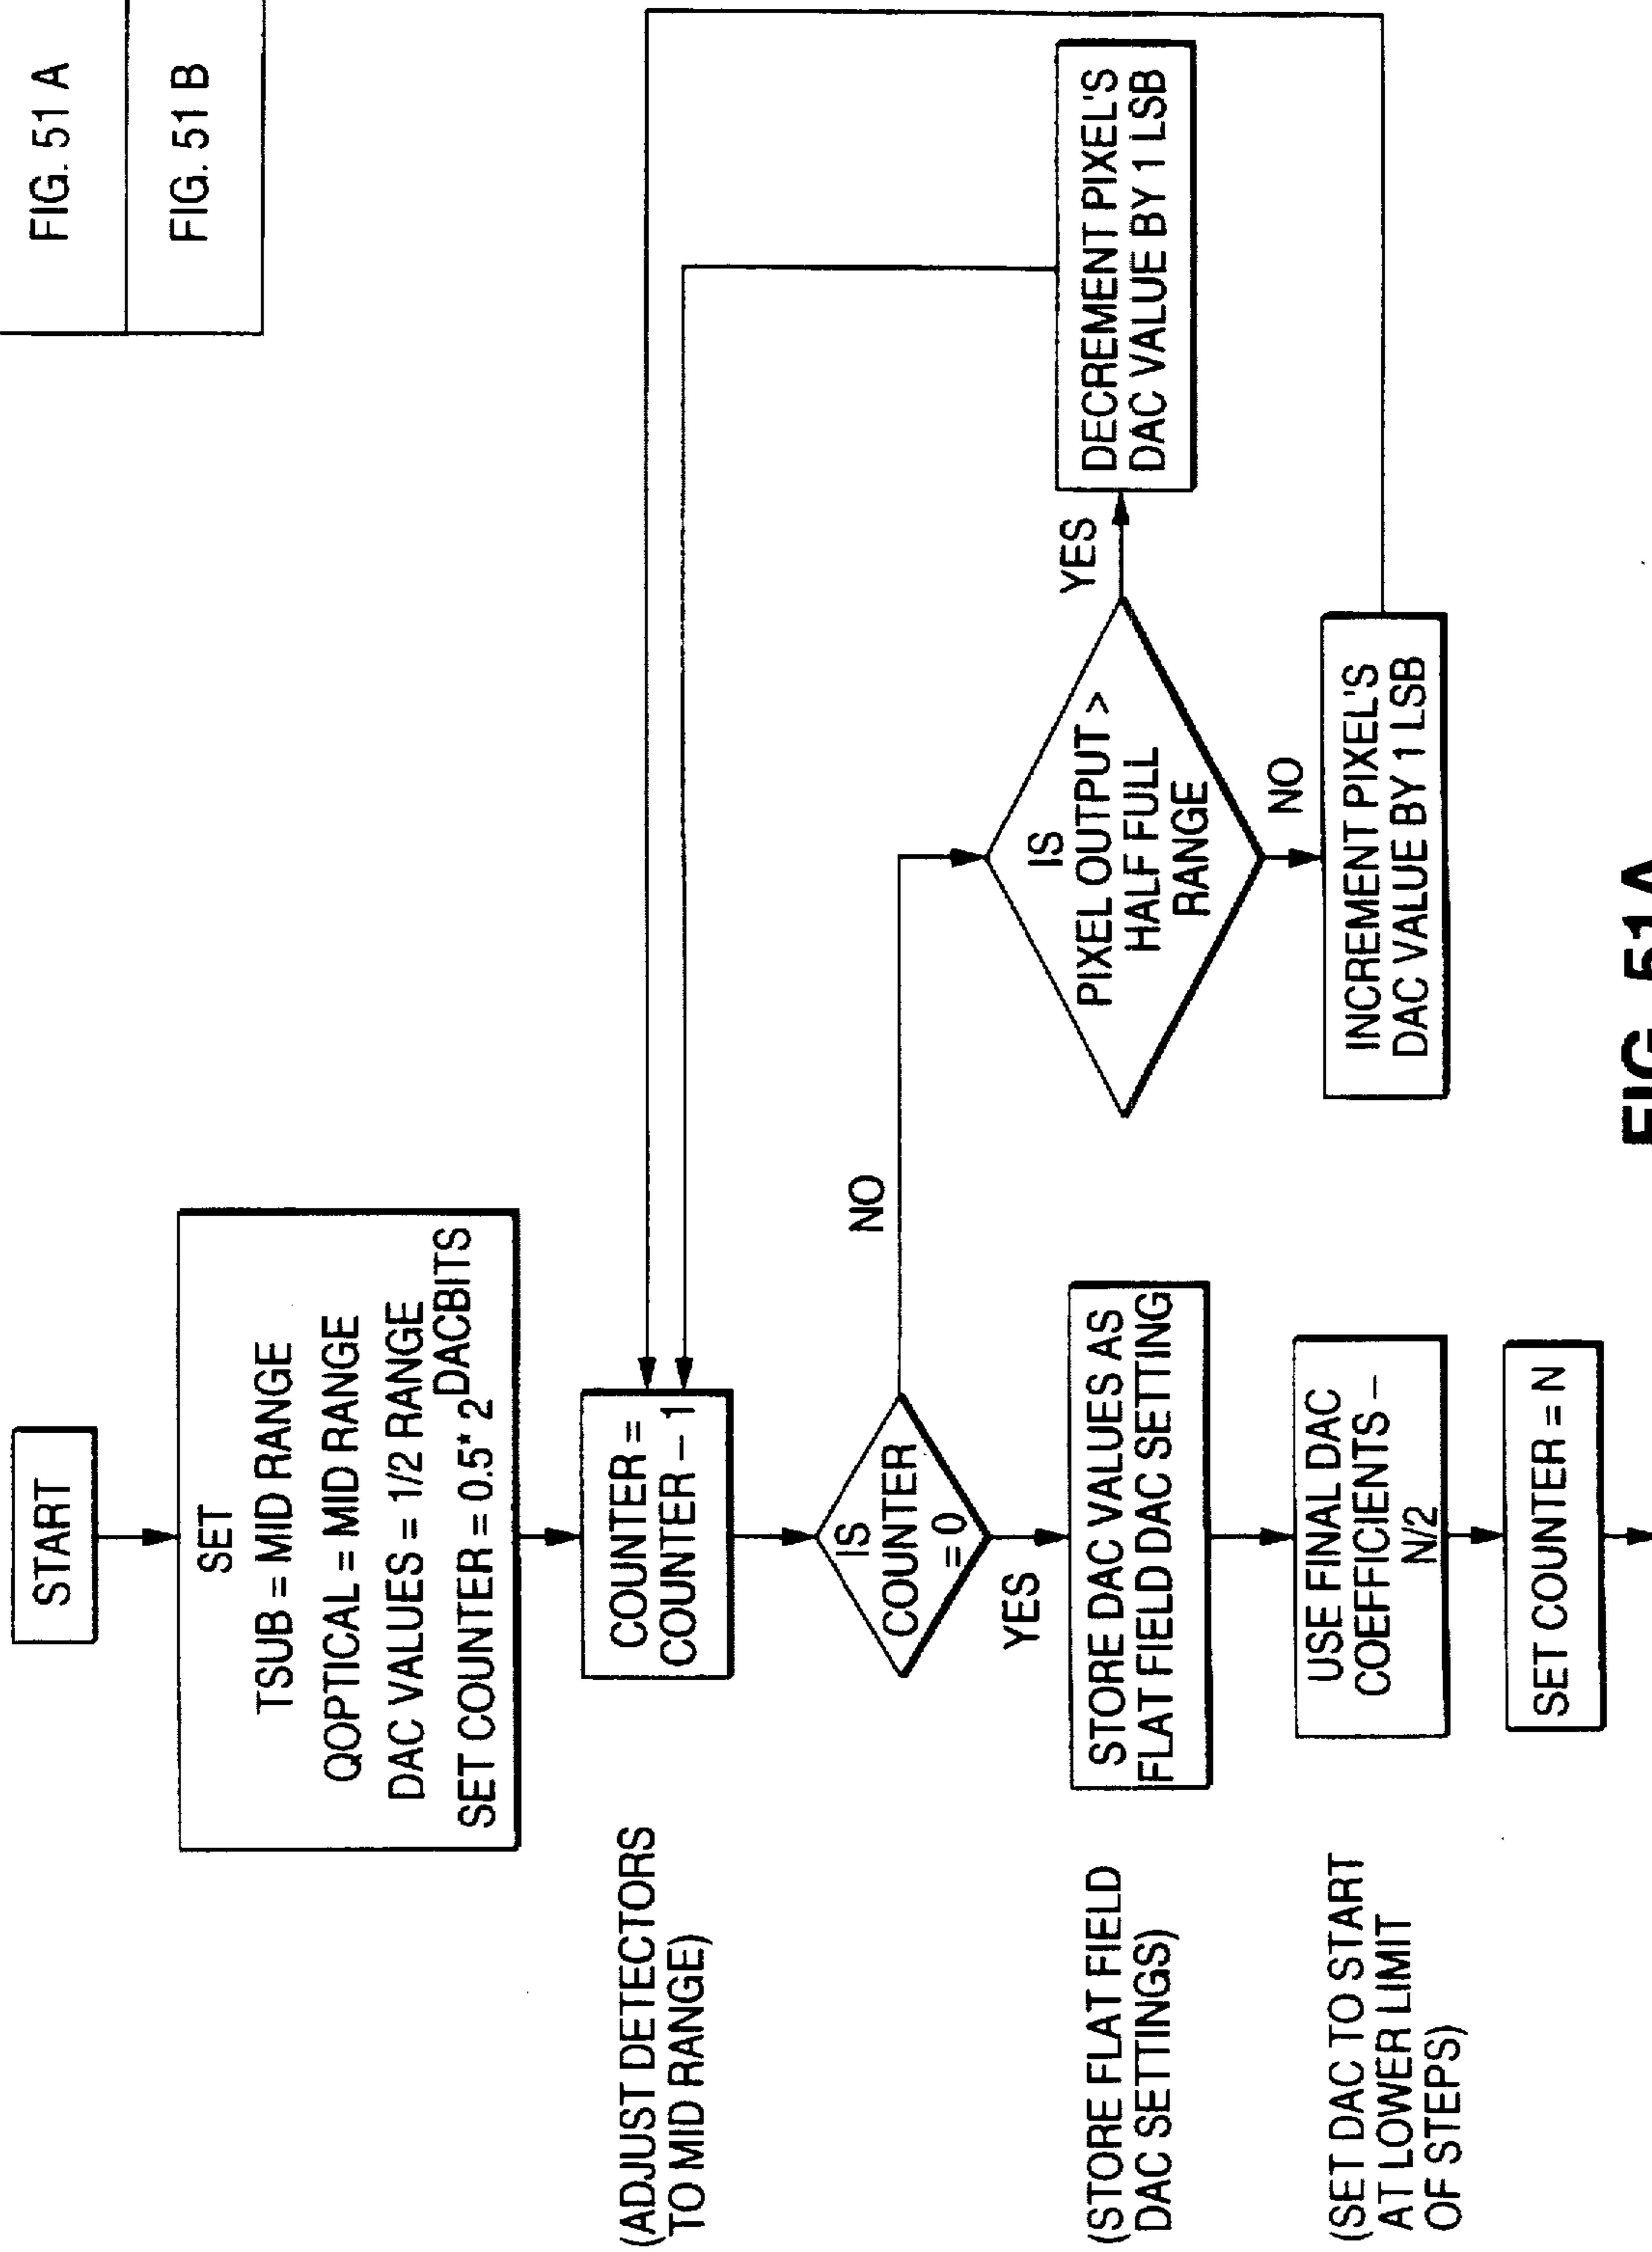 FIG. 51 A
FIG. 51 B
START
SET
TSUB = MID RANGE
QOPTICAL = MID RANGE
DAC VALUES = 1/2 RANGE
SET COUNTER = 0.5* 2 DACBITS
(ADJUST DETECTORS
TO MID RANGE)
COUNTER =
COUNTER – 1
IS
COUNTER
= 0
NO
YES
IS
PIXEL OUTPUT >
HALF FULL
RANGE
YES
DECREMENT PIXEL'S
DAC VALUE BY 1 LSB
NO
INCREMENT PIXEL'S
DAC VALUE BY 1 LSB
(STORE FLAT FIELD
DAC SETTINGS)
STORE DAC VALUES AS
FLAT FIELD DAC SETTING
(SET DAC TO START
AT LOWER LIMIT
OF STEPS)
USE FINAL DAC
COEFFICIENTS –
N/2
SET COUNTER = N
FIG. 51A